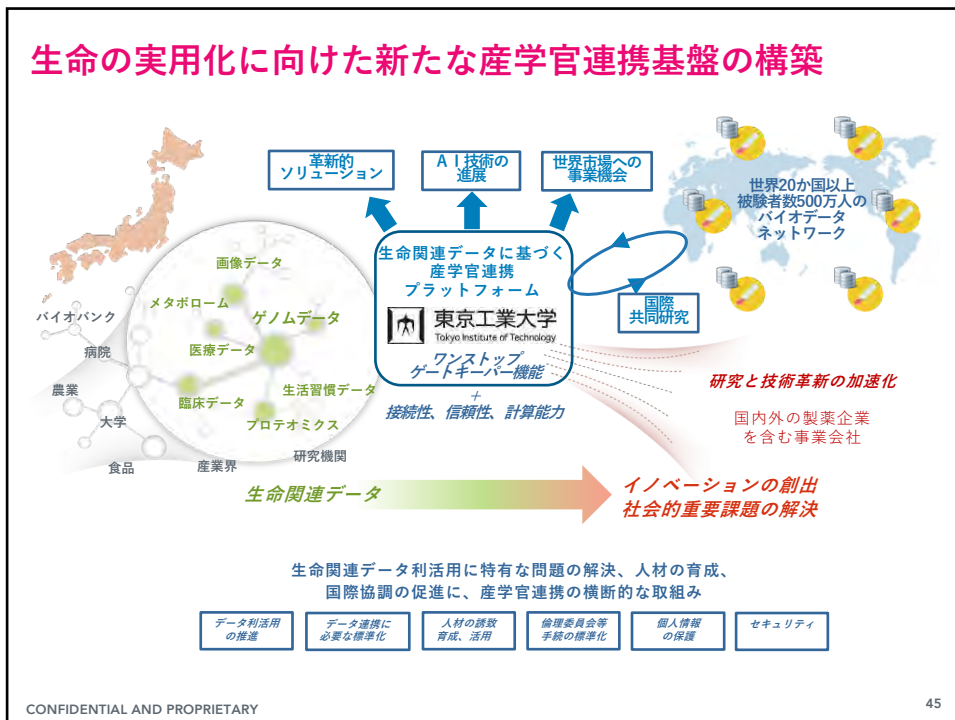 生命の実用化に向けた新たな産学官連携基盤の構築
革新的
ソリューション
ＡＩ技術の
進展
世界市場への
事業機会
世界20か国以上
被験者数500万人の
バイオデータ
ネットワーク
生命関連データに基づく
産学官連携
プラットフォーム
東京工業大学
Tokyo Institute of Technology
ワンストップ
ゲートキーパー機能
+
接続性、信頼性、計算能力
国際
共同研究
画像データ
メタボローム
ゲノムデータ
医療データ
生活習慣データ
臨床データ
プロテオミクス
バイオバンク
病院
農業
大学
食品
産業界
研究機関
研究と技術革新の加速化
国内外の製薬企業
を含む事業会社
生命関連データ
イノベーションの創出
社会的重要課題の解決
生命関連データ利活用に特有な問題の解決、人材の育成、
国際協調の促進に、産学官連携の横断的な取組み
データ利活用
の推進
データ連携に
必要な標準化
人材の誘致
育成、活用
倫理委員会等
手続の標準化
個人情報
の保護
セキュリティ
CONFIDENTIAL AND PROPRIETARY
45